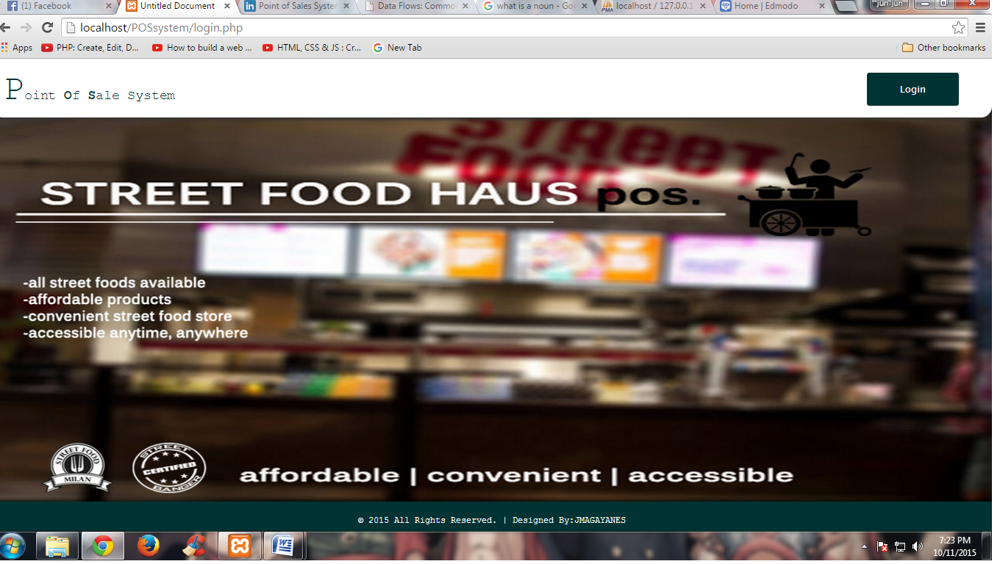 (1) Facebook
Untitled Document
Point of Sales Syster
Data Flows: Commo
what is a noun - Goo
localhost / 127.0.0.1
Home | Edmodo
jun-jun
localhost/POSsystem/login.php
Apps
PHP: Create, Edit, D...
How to build a web ...
HTML, CSS & JS : Cr...
New Tab
Other bookmarks
Point Of Sale System
Login
STREET
FOOD
STREET FOOD HAUS pos.
-all street foods available
-affordable products
-convenient street food store
-accessible anytime, anywhere
STREET FOOD
MILAN
STREET
CERTIFIED
BANGER
affordable | convenient | accessible
© 2015 All Rights Reserved. | Designed By:JMAGAYANES
7:23 PM
10/11/2015